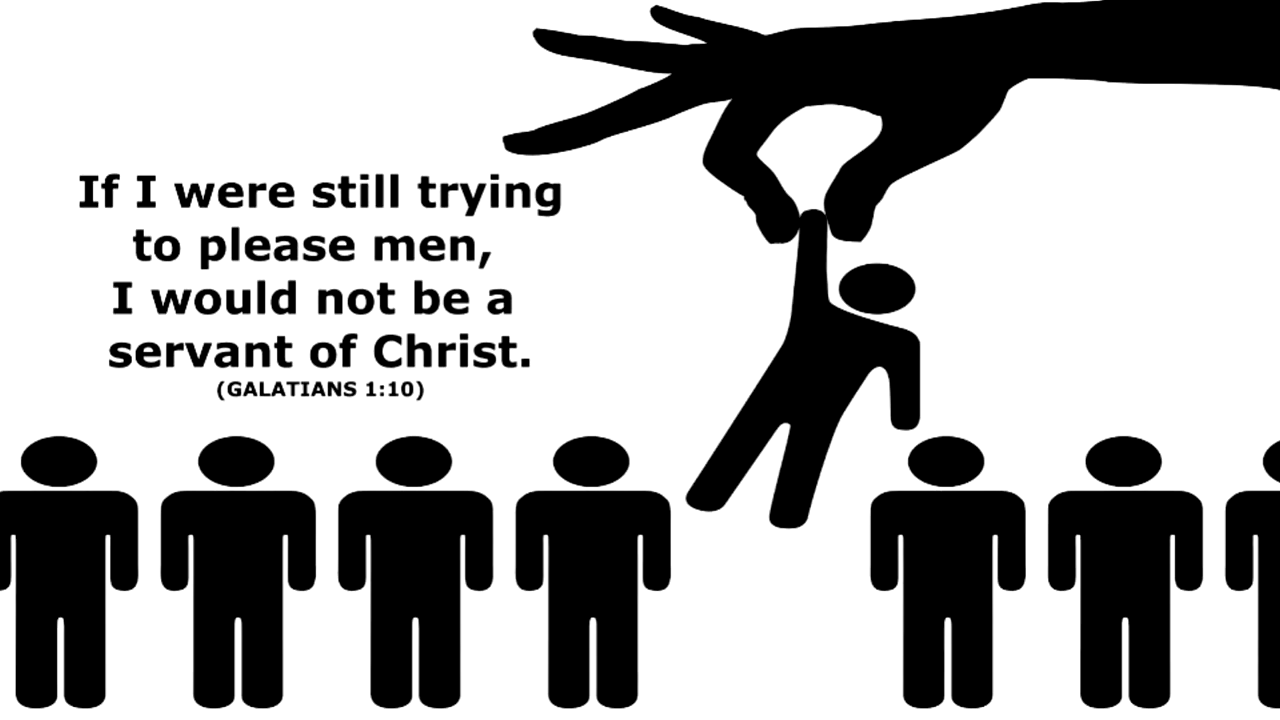 If I were still trying
to please men,
I would not be a
servant of Christ.
(GALATIANS 1:10)